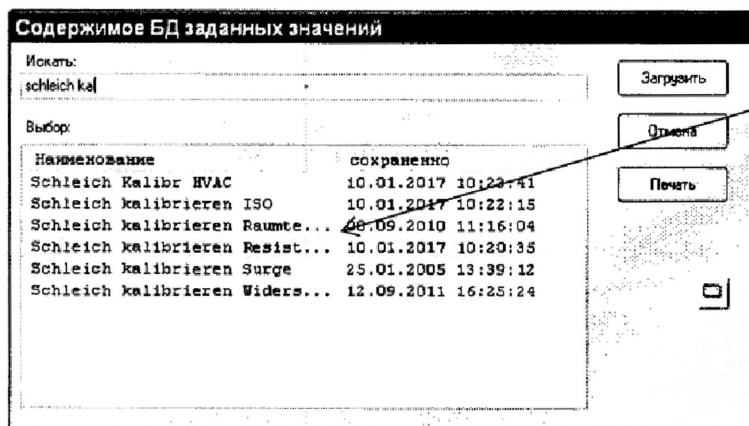 Содержимое БД заданных значений
Искать:
schleich ka
Загрузить
Выбор:
Отмена
Наименование сохраненно
Schleich Kalibr HVAC 10.01.2017 10:23:41
Печать
Schleich kalibrieren ISO 10.01.2017 10:22:15
Schleich kalibrieren Raumte... 08.09.2010 11:16:04
Schleich kalibrieren Resist... 10.01.2017 10:20:35
Schleich kalibrieren Surge 25.01.2005 13:39:12
Schleich kalibrieren Widers... 12.09.2011 16:25:24